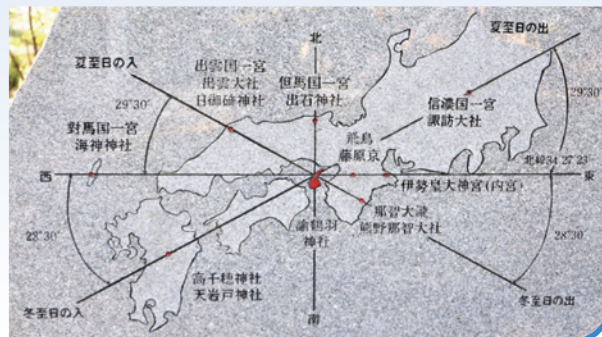 夏至日の入
北
夏至日の出
出雲国一宮
出雲大社
日御碕神社
但馬国一宮
出石神社
29°30'
信濃国一宮
諏訪大社
29°30'
對馬国一宮
海神神社
飛鳥
藤原京
北緯34°27'23"
西
東
伊勢皇大神宮(内宮)
28°30'
諭鶴羽
神社
那智大瀧
熊野那智大社
28°30'
高千穂神社
天岩戸神社
冬至日の入
南
冬至日の出